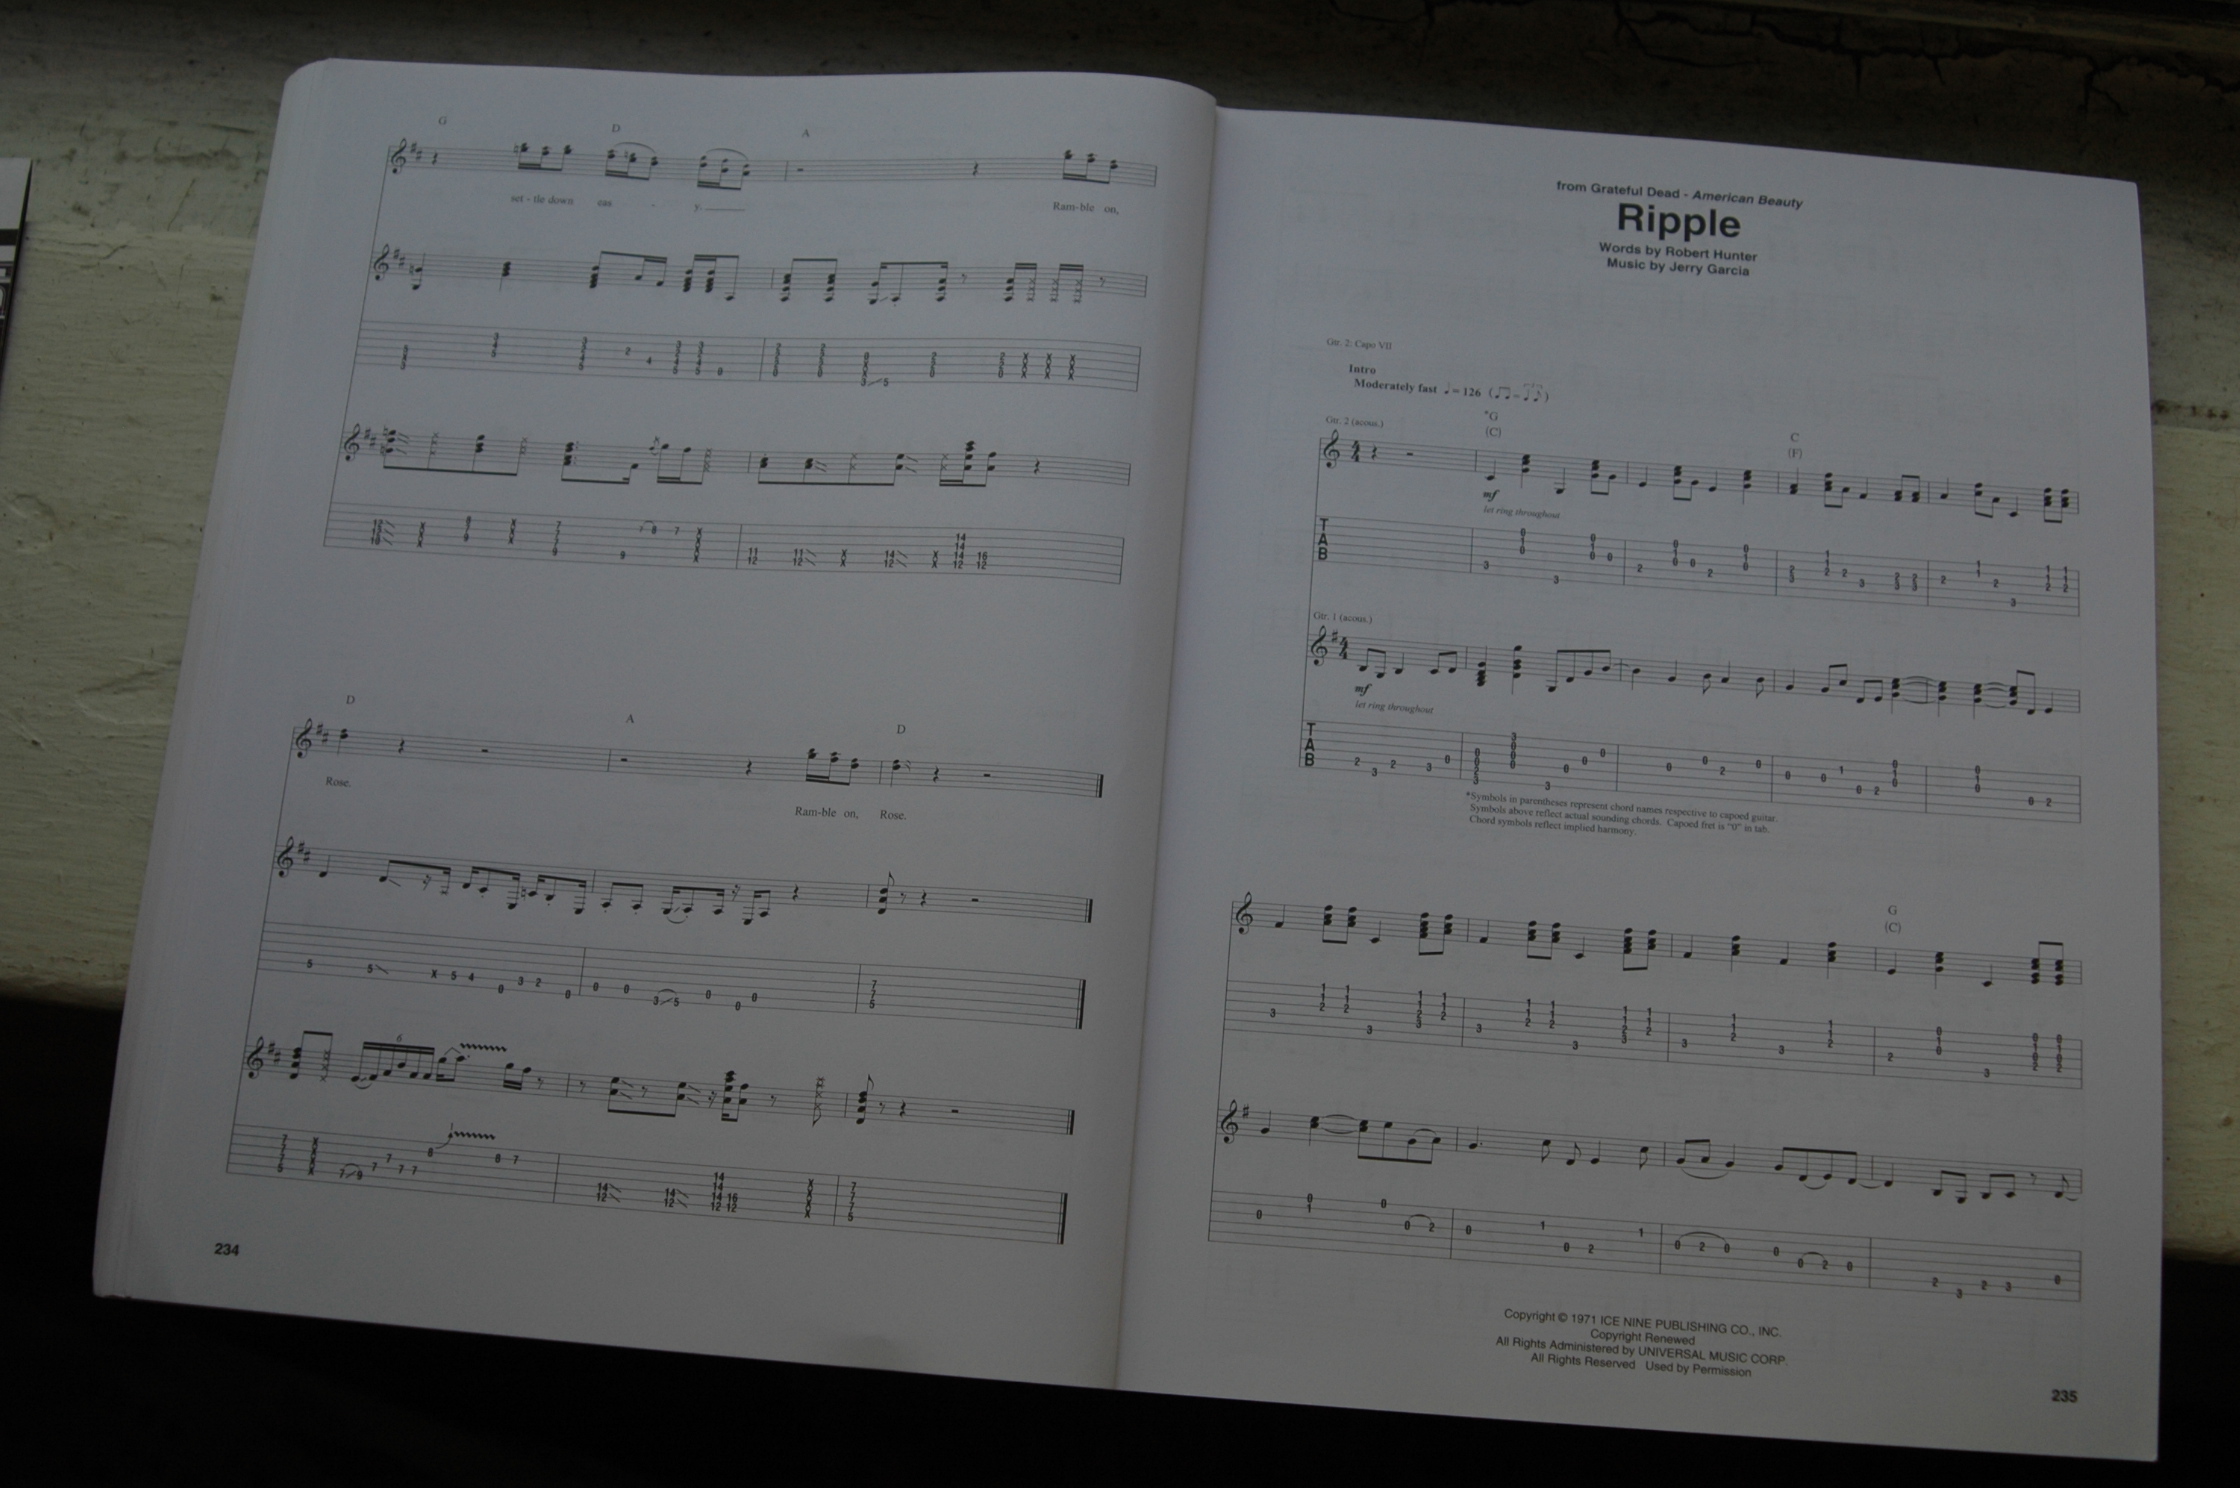 G D A
set - tle down eas - y.
Ram-ble on,
D A D
Rose.
Ram-ble on, Rose.
234
from Grateful Dead - American Beauty
Ripple
Words by Robert Hunter
Music by Jerry Garcia
Gtr. 2: Capo VII
Intro
Moderately fast ♩ = 126
*G C
(C) (F)
Gtr. 2 (acous.)
mf
let ring throughout
T
A
B
Gtr. 1 (acous.)
mf
let ring throughout
T
A
B
*Symbols in parentheses represent chord names respective to capoed guitar.
Symbols above reflect actual sounding chords. Capoed fret is "0" in tab.
Chord symbols reflect implied harmony.
G
(C)
Copyright © 1971 ICE NINE PUBLISHING CO., INC.
Copyright Renewed
All Rights Administered by UNIVERSAL MUSIC CORP.
All Rights Reserved Used by Permission
235